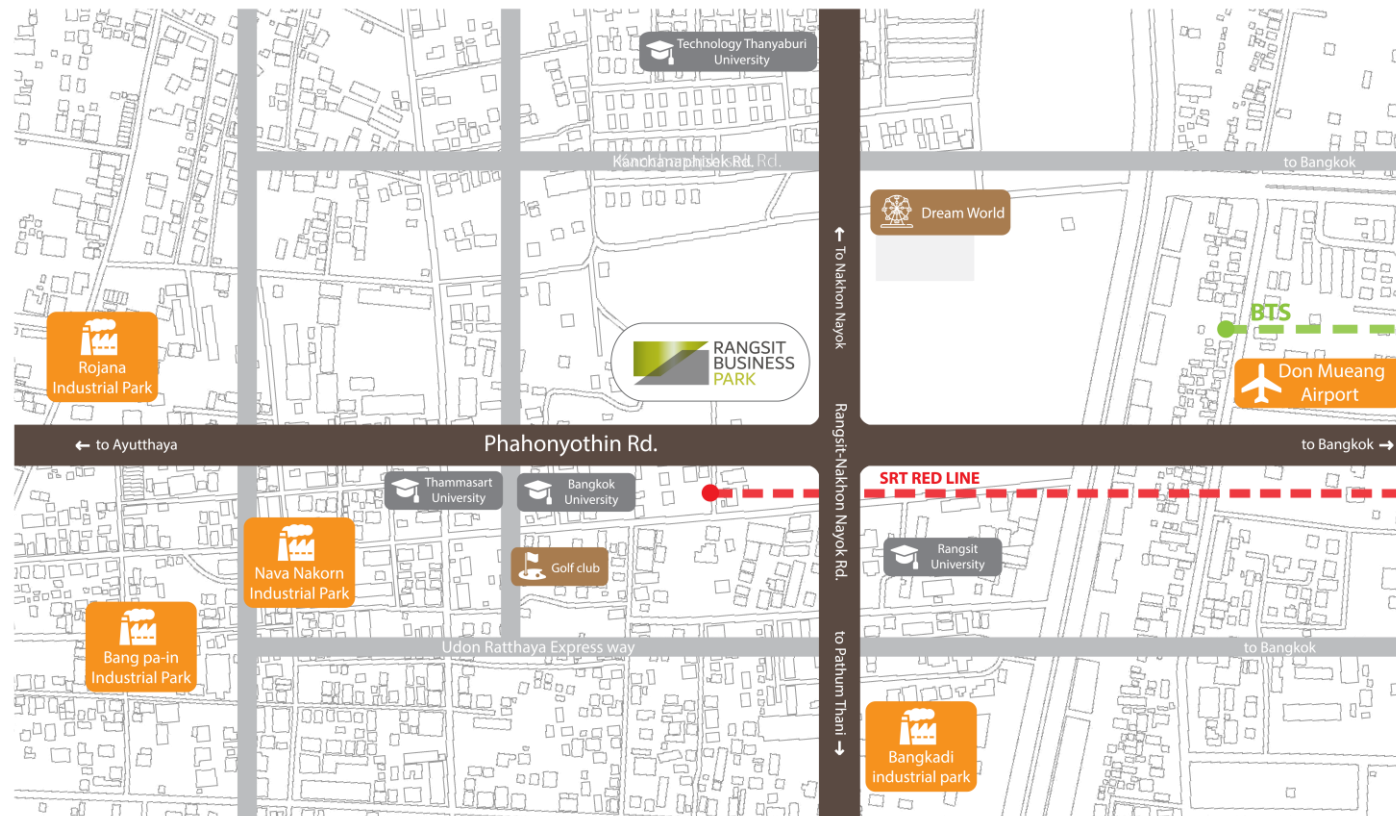 Technology Thanyaburi
University
Kanchanaphisek Rd.
to Bangkok
Dream World
← To Nakhon Nayok
BTS
Rojana
Industrial Park
RANGSIT
BUSINESS
PARK
Don Mueang
Airport
Rangsit-Nakhon Nayok Rd.
← to Ayutthaya
Phahonyothin Rd.
to Bangkok →
Thammasart
University
Bangkok
University
SRT RED LINE
Nava Nakorn
Industrial Park
Golf club
Rangsit
University
Bang pa-in
Industrial Park
Udon Ratthaya Express way
to Bangkok
to Pathum Thani →
Bangkadi
industrial park